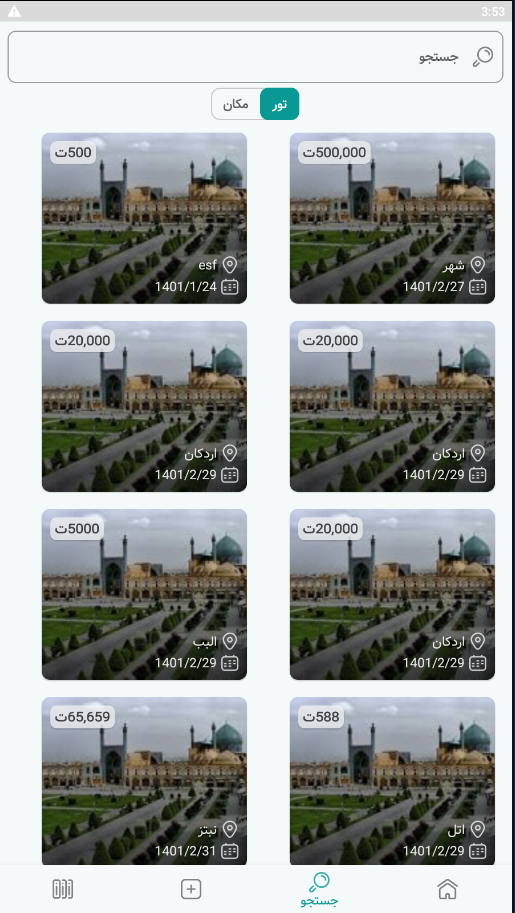 3:53
جستجو
تور
مکان
500,000ت
شهر
1401/2/27
500ت
esf
1401/1/24
20,000ت
اردکان
1401/2/29
20,000ت
اردکان
1401/2/29
20,000ت
اردکان
1401/2/29
5000ت
البب
1401/2/29
588ت
اتل
1401/2/29
65,659ت
نبتز
1401/2/31
جستجو